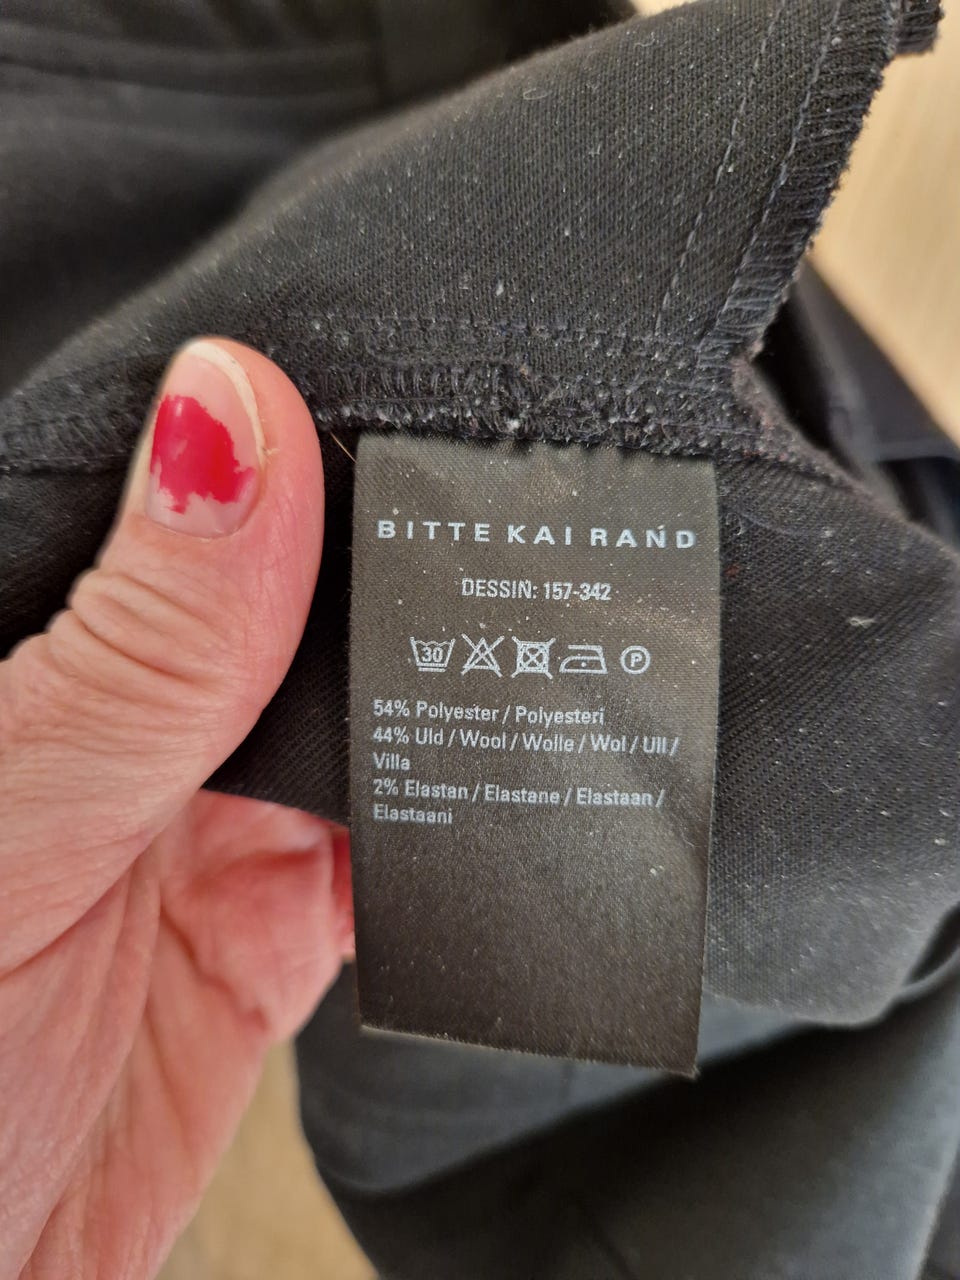 BITTE KAI RAND
DESSIN: 157-342
30 P
54% Polyester / Polyesteri
44% Uld / Wool / Wolle / Wol / Ull /
Villa
2% Elastan / Elastane / Elastaan /
Elastaani